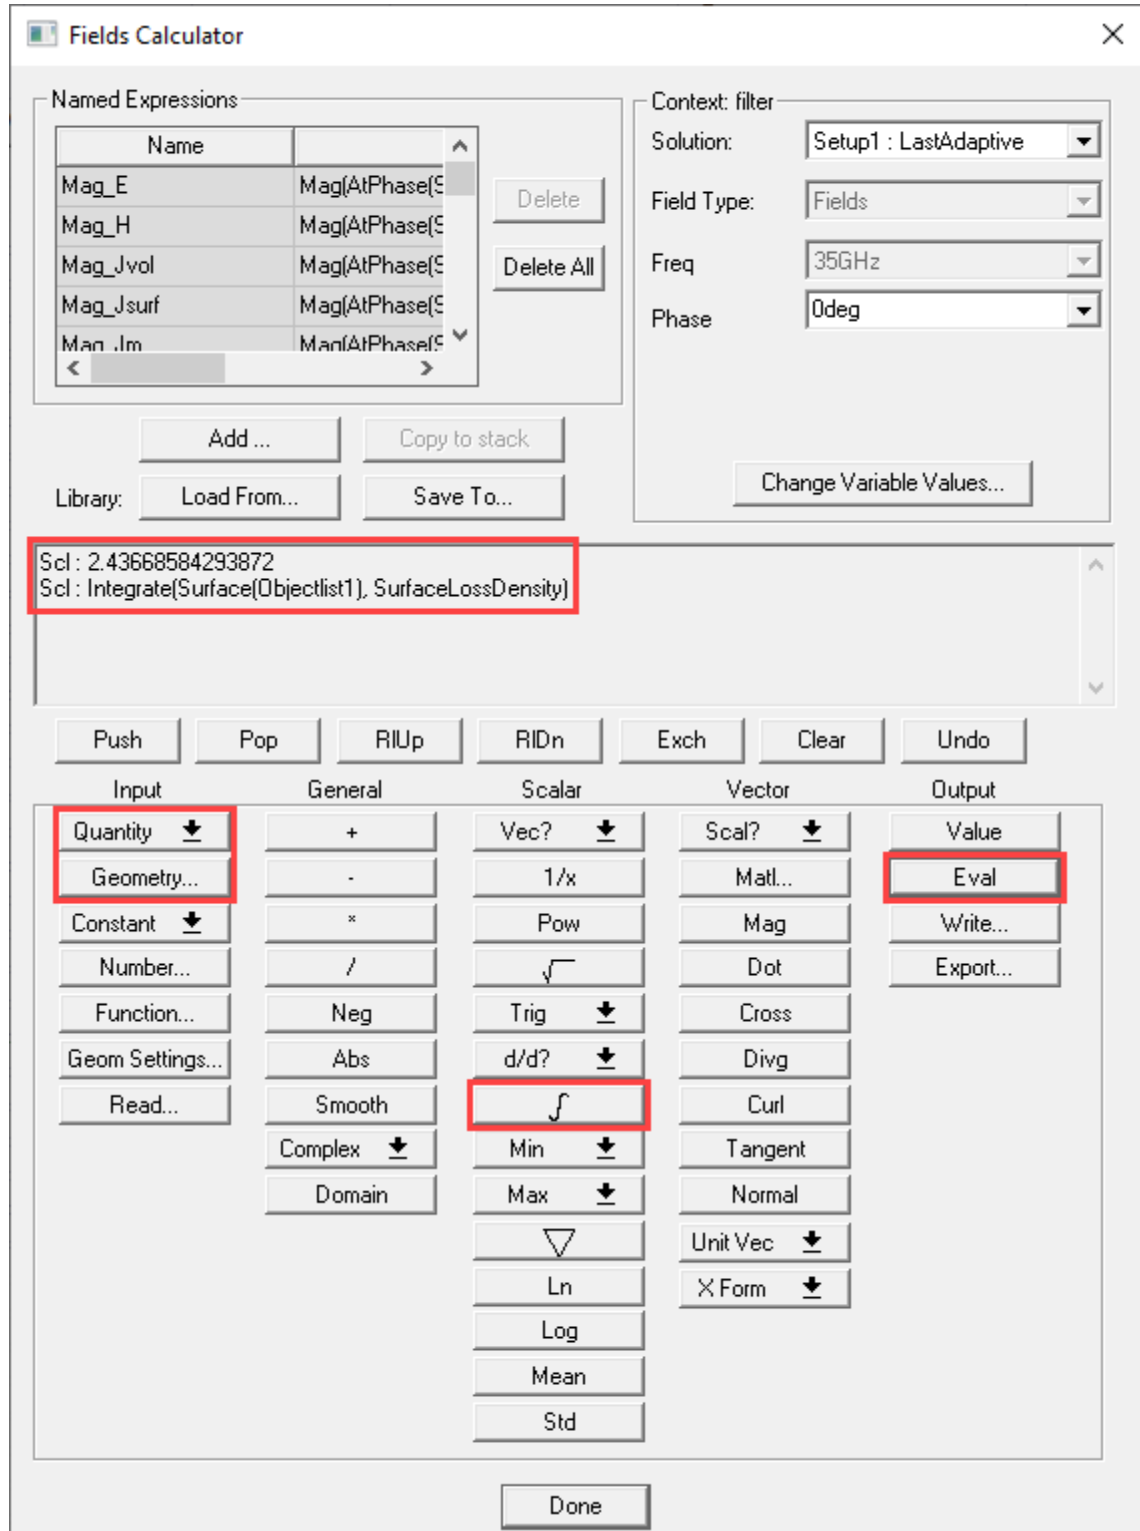 Fields Calculator
Named Expressions
Name
Mag_E Mag(AtPhase(S
Mag_H Mag(AtPhase(S
Mag_Jvol Mag(AtPhase(S
Mag_Jsurf Mag(AtPhase(S
Mag_Jm Mag(AtPhase(S
Delete
Delete All
Context: filter
Solution: Setup1 : LastAdaptive
Field Type: Fields
Freq 35GHz
Phase 0deg
Change Variable Values...
Add ... Copy to stack
Library: Load From... Save To...
Scl : 2.43668584293872
Scl : Integrate(Surface(Objectlist1), SurfaceLossDensity)
Push Pop RlUp RlDn Exch Clear Undo
Input General Scalar Vector Output
Quantity + Vec? Scal? Value
Geometry... - 1/x Matl... Eval
Constant * Pow Mag Write...
Number... / √ Dot Export...
Function... Neg Trig Cross
Geom Settings... Abs d/d? Divg
Read... Smooth ∫ Curl
Complex Min Tangent
Domain Max Normal
▽ Unit Vec
Ln X Form
Log
Mean
Std
Done